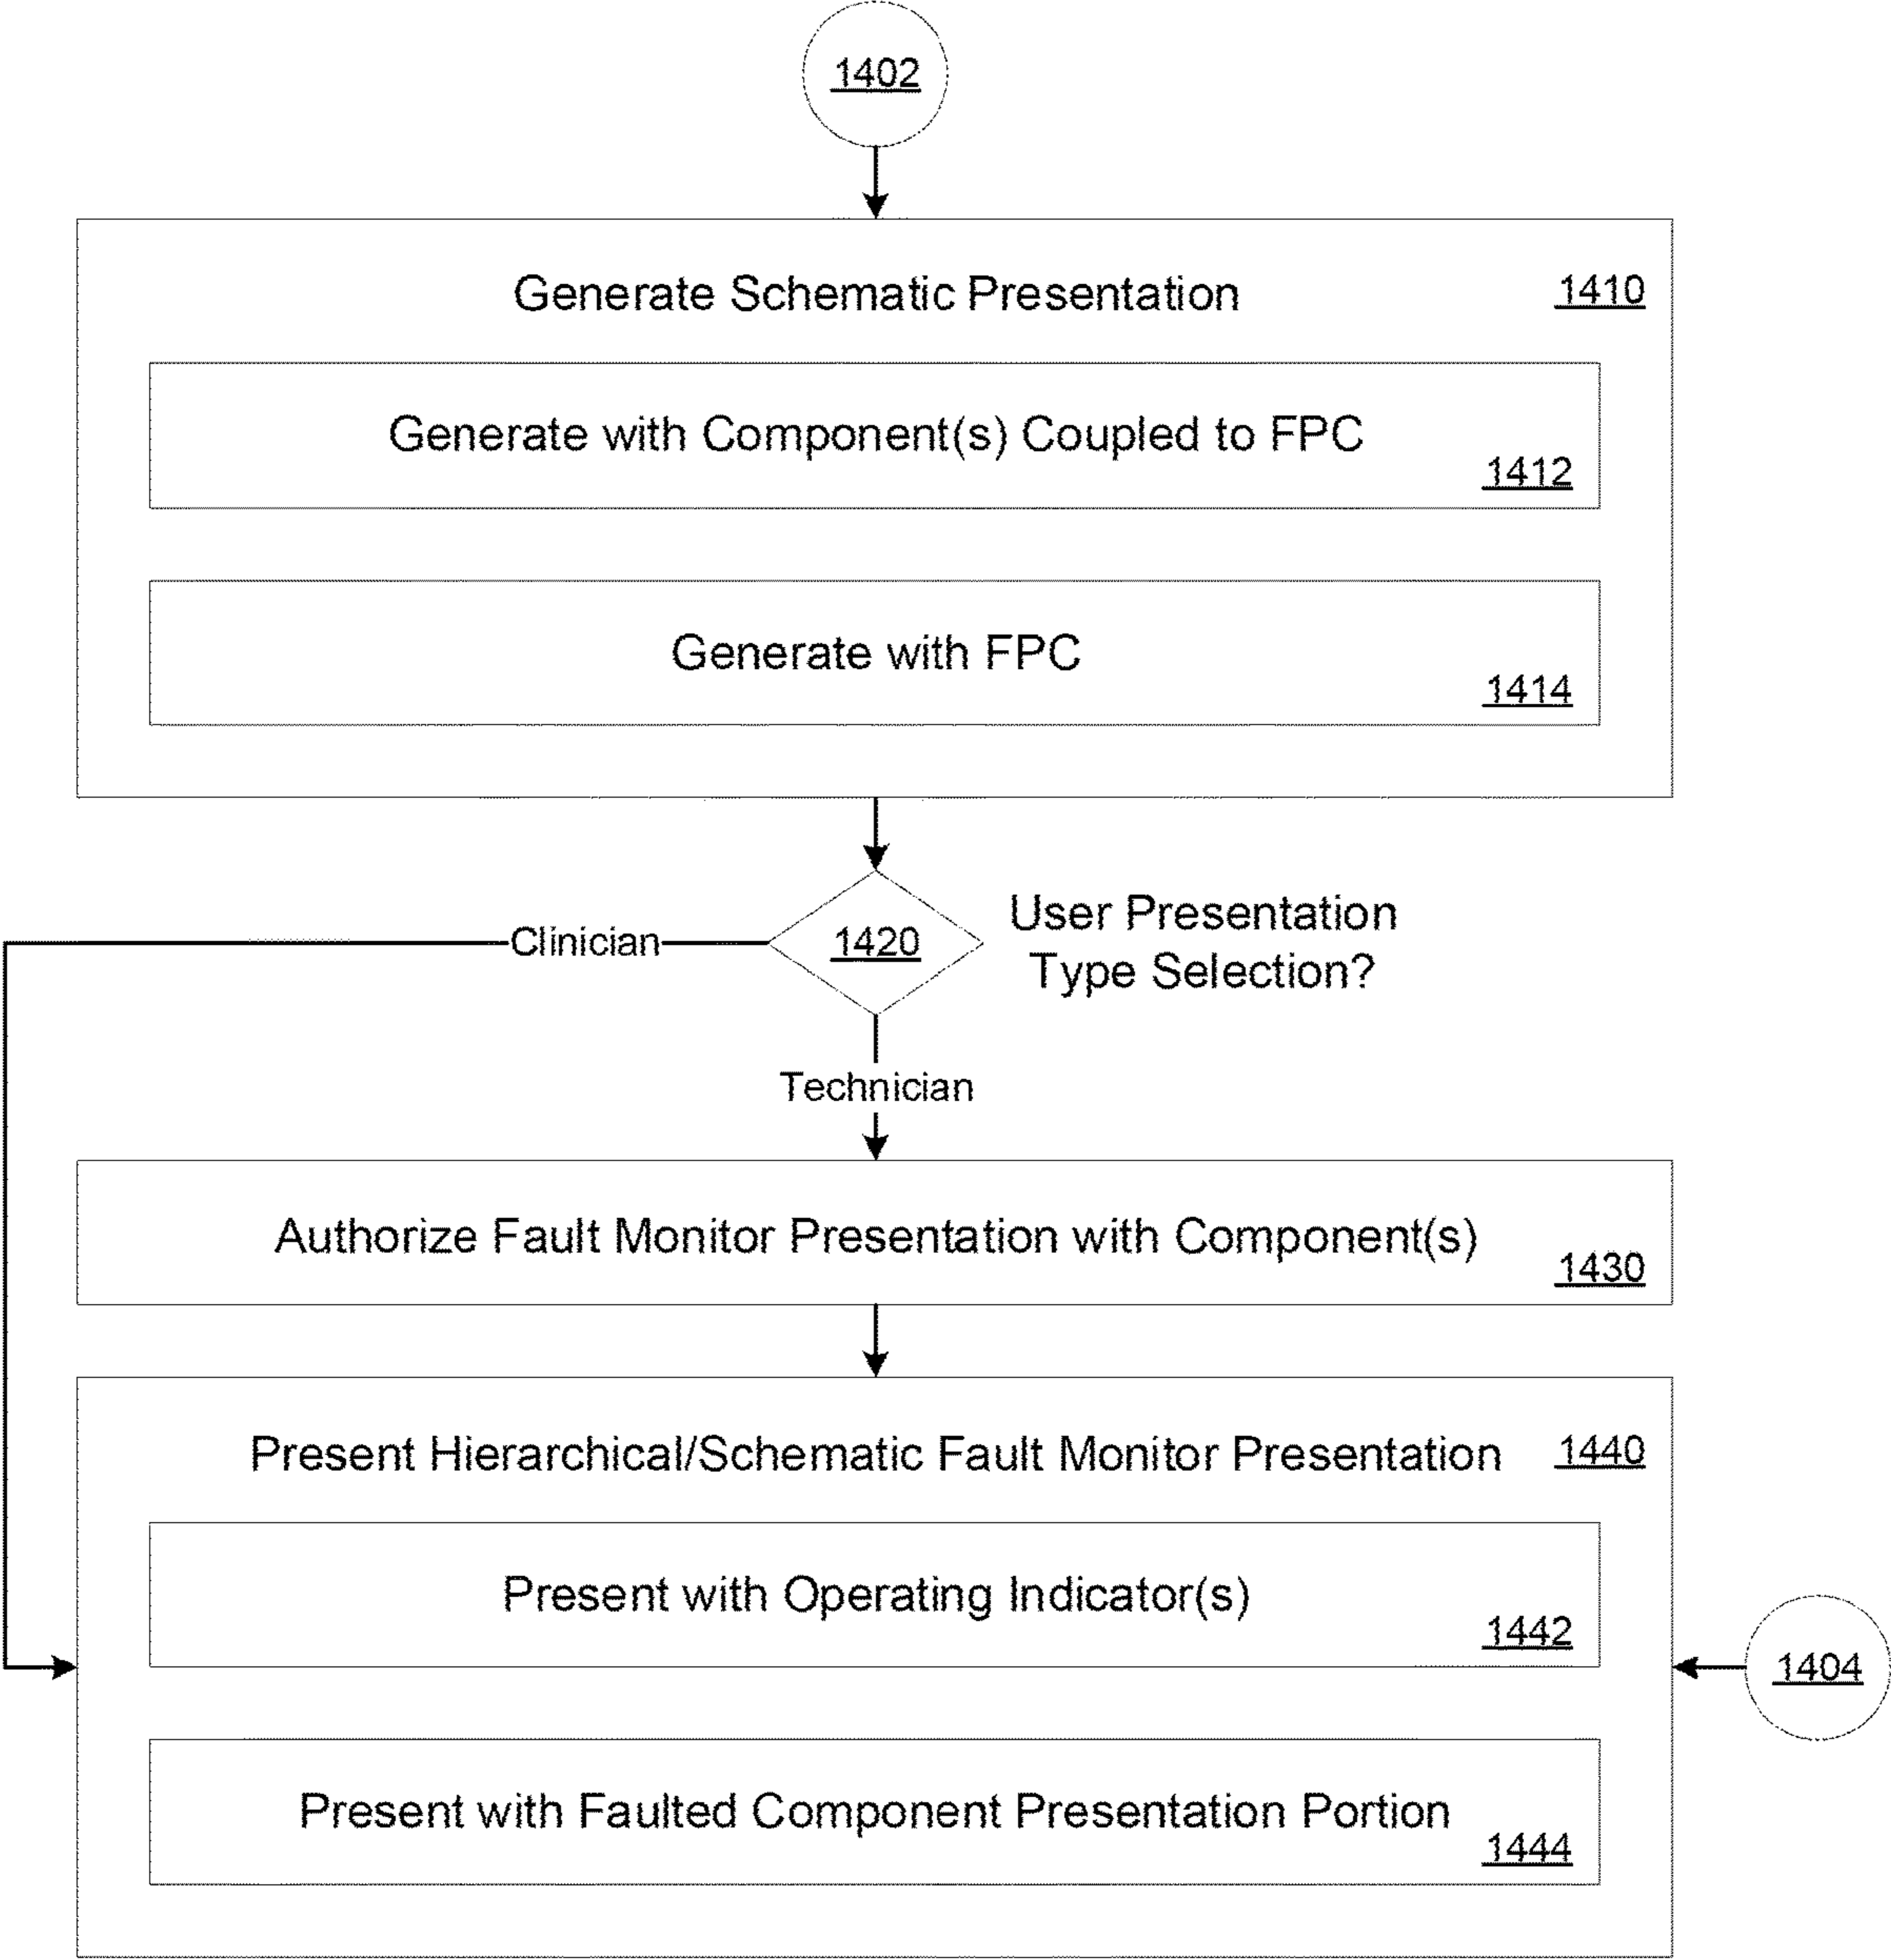 1402
Generate Schematic Presentation 1410
Generate with Component(s) Coupled to FPC
1412
Generate with FPC
1414
Clinician 1420 User Presentation
Type Selection?
Technician
Authorize Fault Monitor Presentation with Component(s)
1430
Present Hierarchical/Schematic Fault Monitor Presentation 1440
Present with Operating Indicator(s)
1442
1404
Present with Faulted Component Presentation Portion
1444